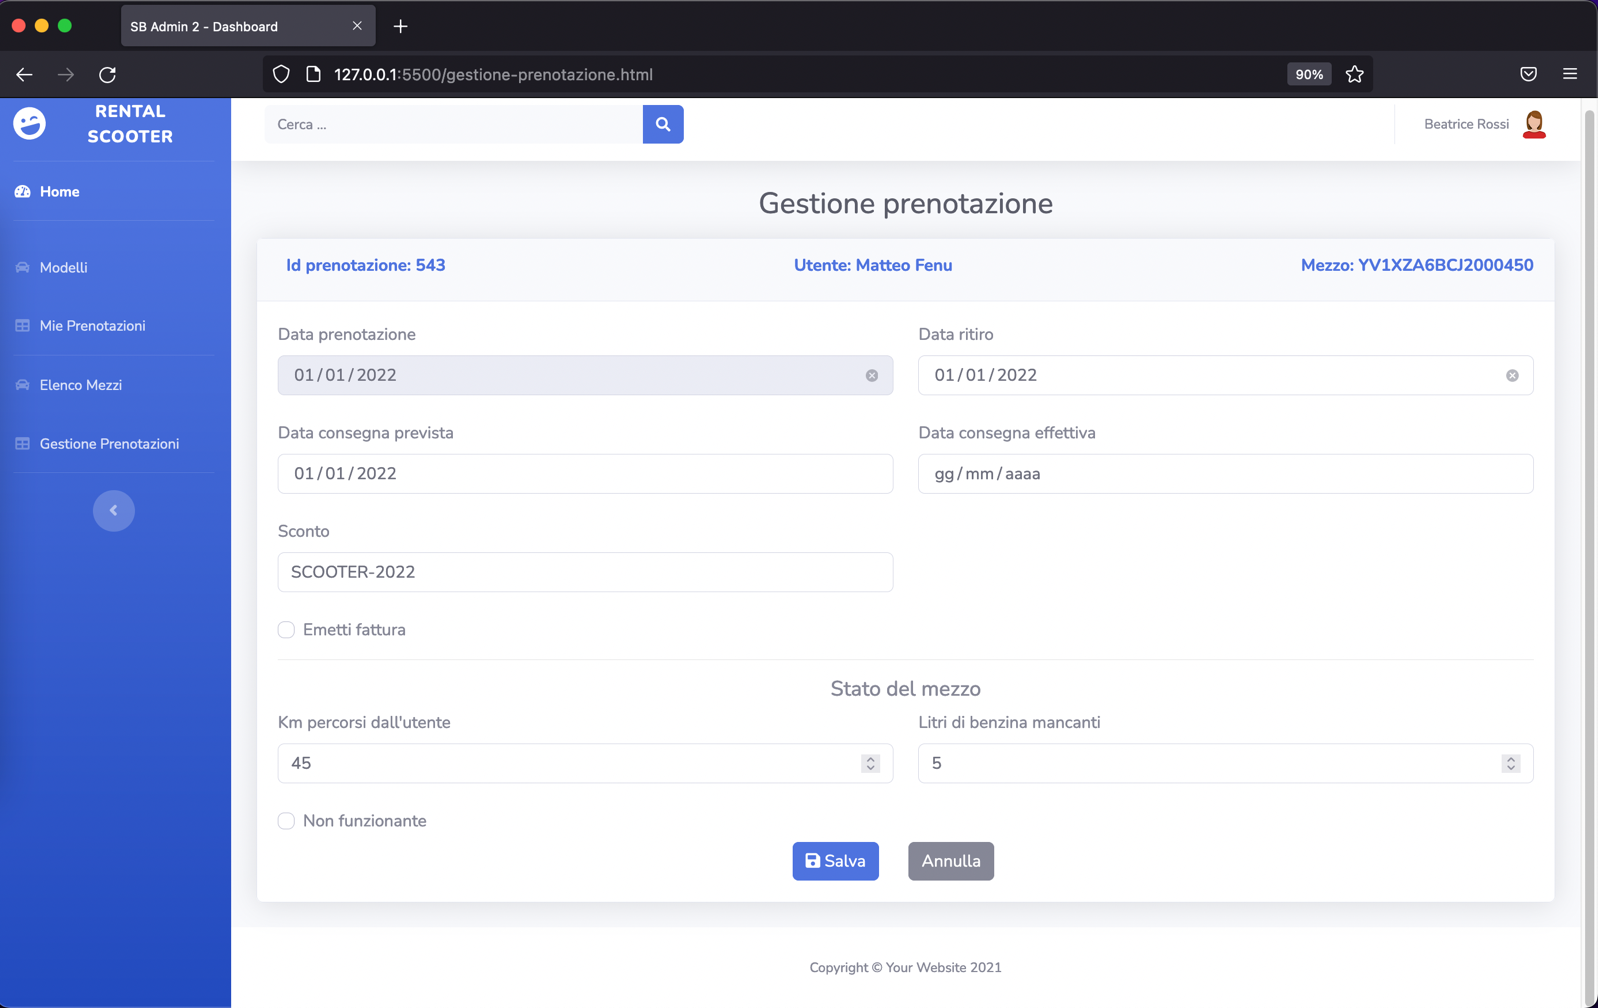 SB Admin 2 - Dashboard
127.0.0.1:5500/gestione-prenotazione.html
90%
RENTAL
SCOOTER
Cerca ...
Beatrice Rossi
Home
Modelli
Mie Prenotazioni
Elenco Mezzi
Gestione Prenotazioni
Gestione prenotazione
Id prenotazione: 543
Utente: Matteo Fenu
Mezzo: YV1XZA6BCJ2000450
Data prenotazione
Data ritiro
01/01/2022
01/01/2022
Data consegna prevista
Data consegna effettiva
01/01/2022
gg/mm/aaaa
Sconto
SCOOTER-2022
Emetti fattura
Stato del mezzo
Km percorsi dall'utente
Litri di benzina mancanti
45
5
Non funzionante
Salva
Annulla
Copyright © Your Website 2021